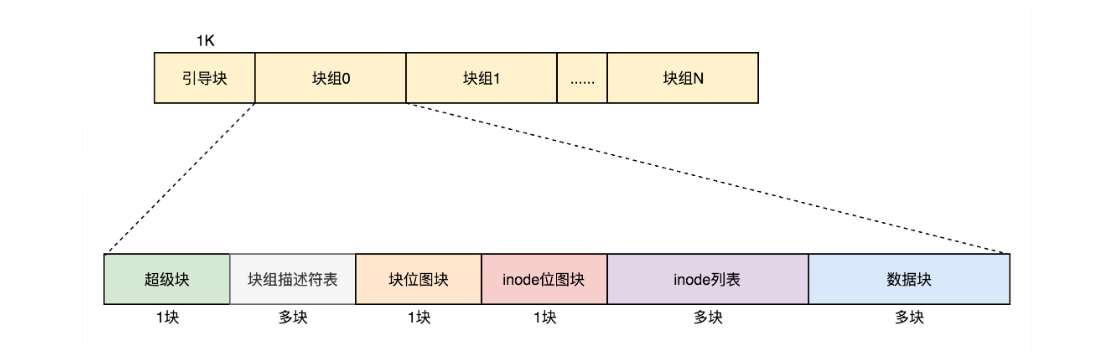 1K
引导块 块组0 块组1 ...... 块组N
超级块 块组描述符表 块位图块 inode位图块 inode列表 数据块
1块 多块 1块 1块 多块 多块